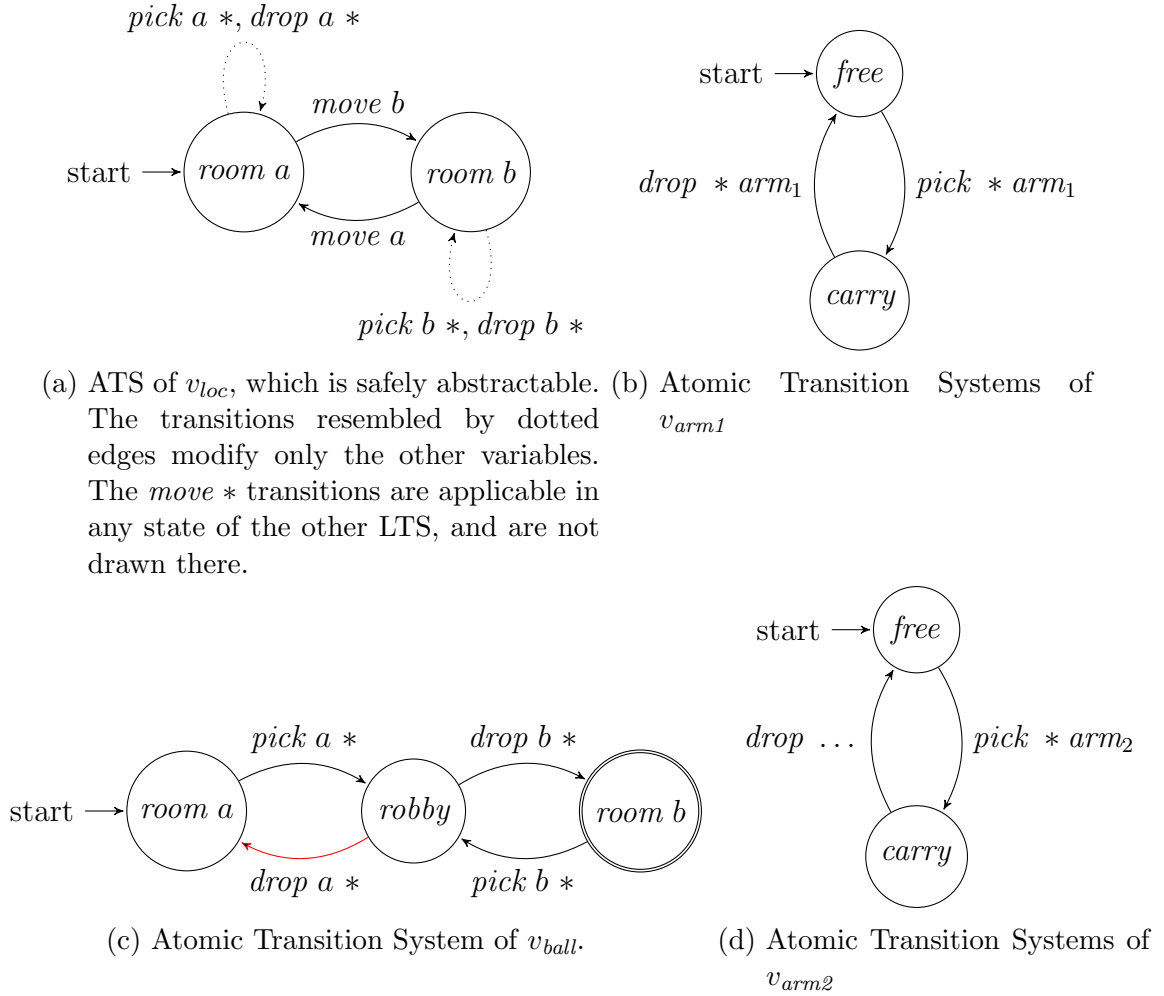 pick a *, drop a *
start
room a
move b
room b
move a
pick b *, drop b *
start
free
drop * arm₁
pick * arm₁
carry
(a) ATS of v_loc, which is safely abstractable.
The transitions resembled by dotted
edges modify only the other variables.
The move * transitions are applicable in
any state of the other LTS, and are not
drawn there.
(b) Atomic Transition Systems of
v_arm1
start
room a
pick a *
robby
drop b *
room b
drop a *
pick b *
(c) Atomic Transition System of v_ball.
start
free
drop ...
pick * arm₂
carry
(d) Atomic Transition Systems of
v_arm2